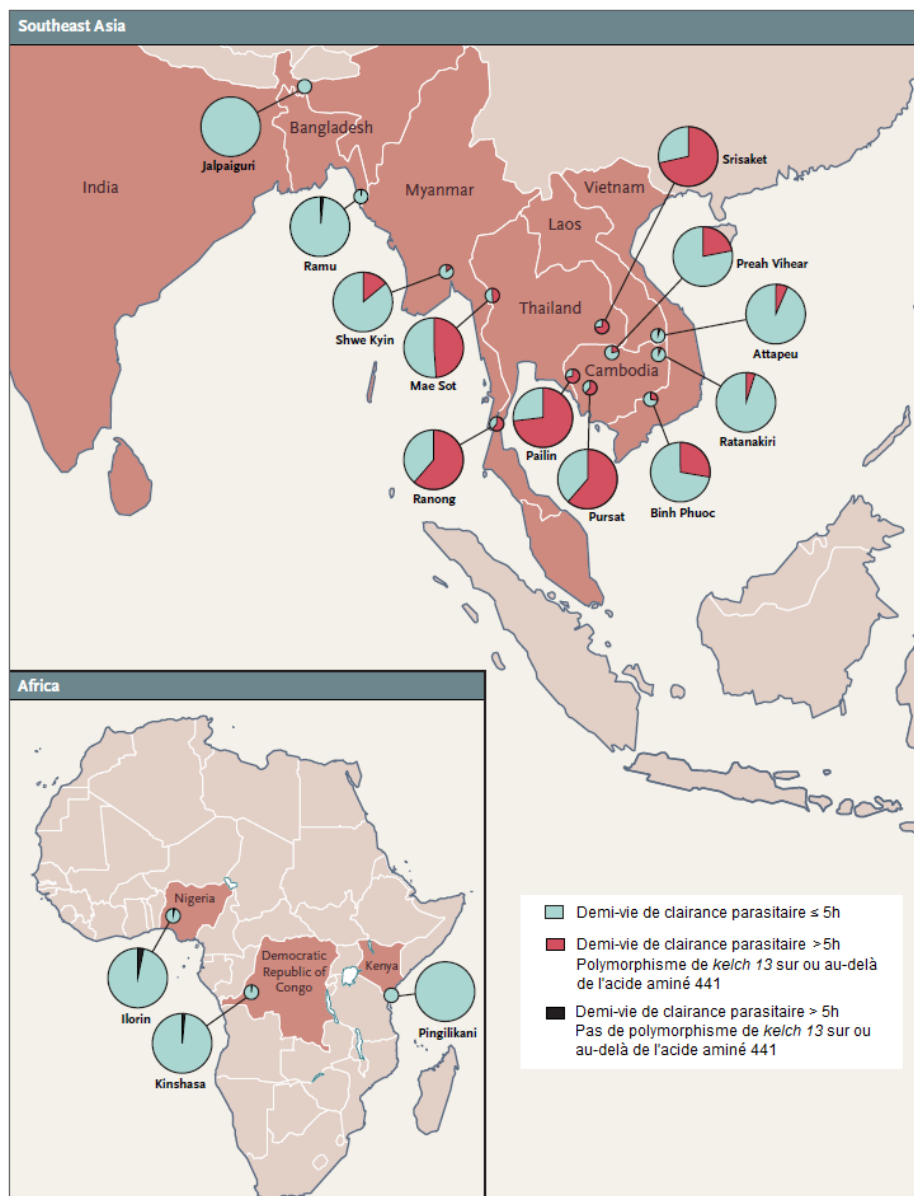 Southeast Asia
Jalpaiguri
Bangladesh
India
Myanmar
Srisaket
Vietnam
Laos
Ramu
Preah Vihear
Shwe Kyin
Thailand
Attapeu
Mae Sot
Cambodia
Ratanakiri
Pailin
Ranong
Pursat
Binh Phuoc
Africa
Nigeria
Democratic
Republic of
Congo
Kenya
Ilorin
Pingilikani
Kinshasa
Demi-vie de clairance parasitaire ≤ 5h
Demi-vie de clairance parasitaire >5h
Polymorphisme de kelch 13 sur ou au-delà
de l'acide aminé 441
Demi-vie de clairance parasitaire > 5h
Pas de polymorphisme de kelch 13 sur ou
au-delà de l'acide aminé 441